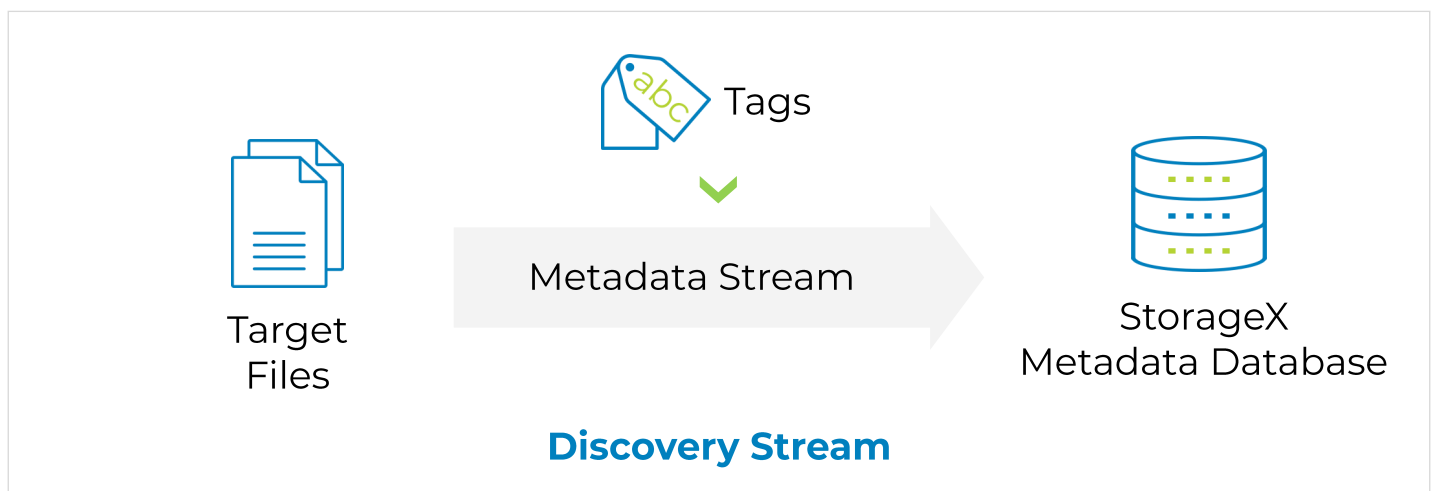 abc
Tags
Metadata Stream
Target
Files
StorageX
Metadata Database
Discovery Stream